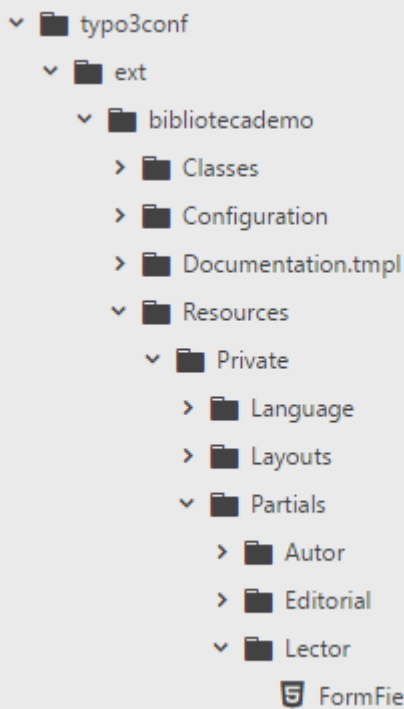 typo3conf
ext
bibliotecademo
Classes
Configuration
Documentation.tmpl
Resources
Private
Language
Layouts
Partials
Autor
Editorial
Lector
FormFie